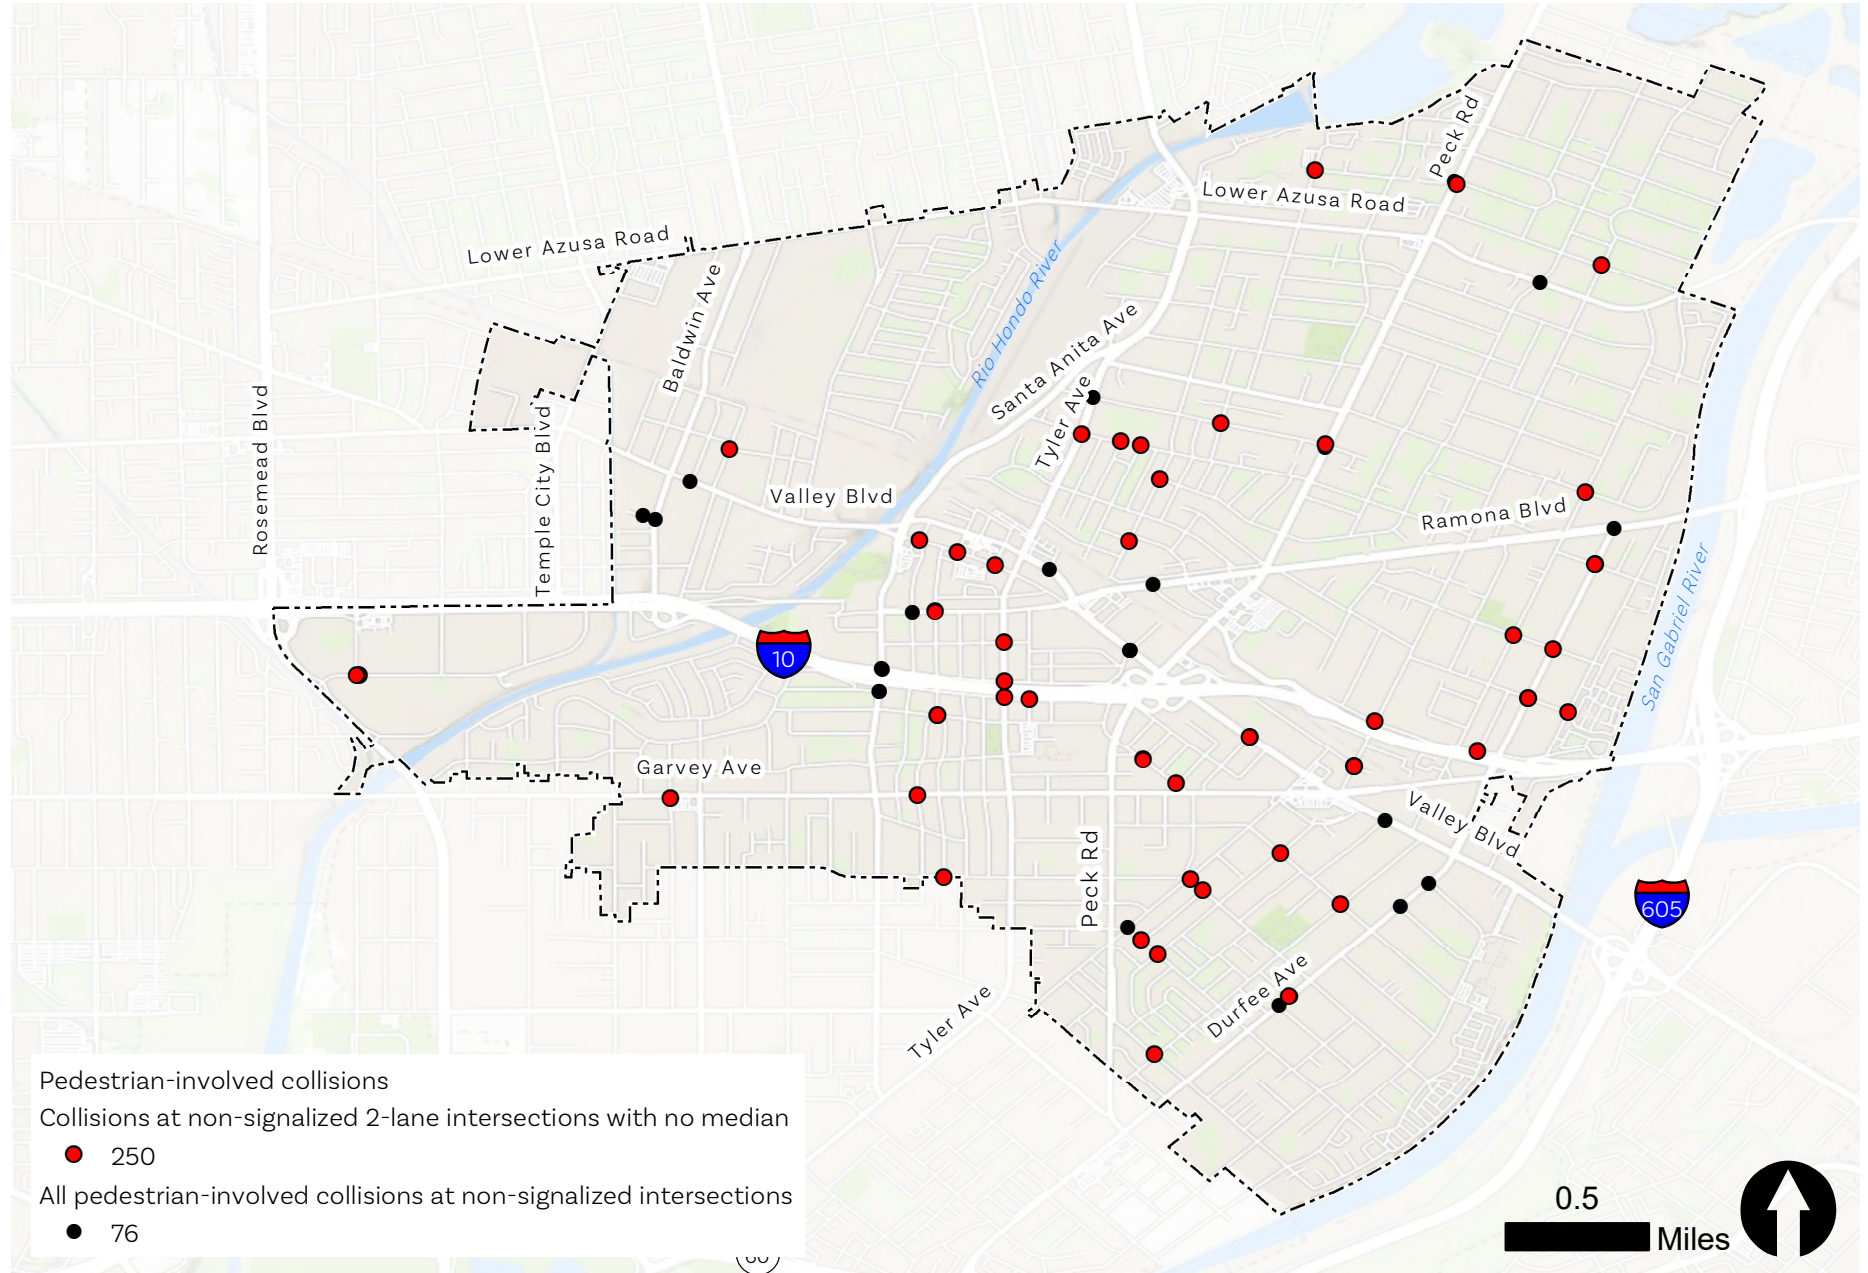 Peck Rd
Lower Azusa Road
Lower Azusa Road
Baldwin Ave
Rio Hondo River
Santa Anita Ave
Tyler Ave
Rosemead Blvd
Temple City Blvd
Valley Blvd
Ramona Blvd
San Gabriel River
10
Garvey Ave
Valley Blvd
Peck Rd
605
Durfee Ave
Tyler Ave
Pedestrian-involved collisions
Collisions at non-signalized 2-lane intersections with no median
250
All pedestrian-involved collisions at non-signalized intersections
76
0.5
Miles